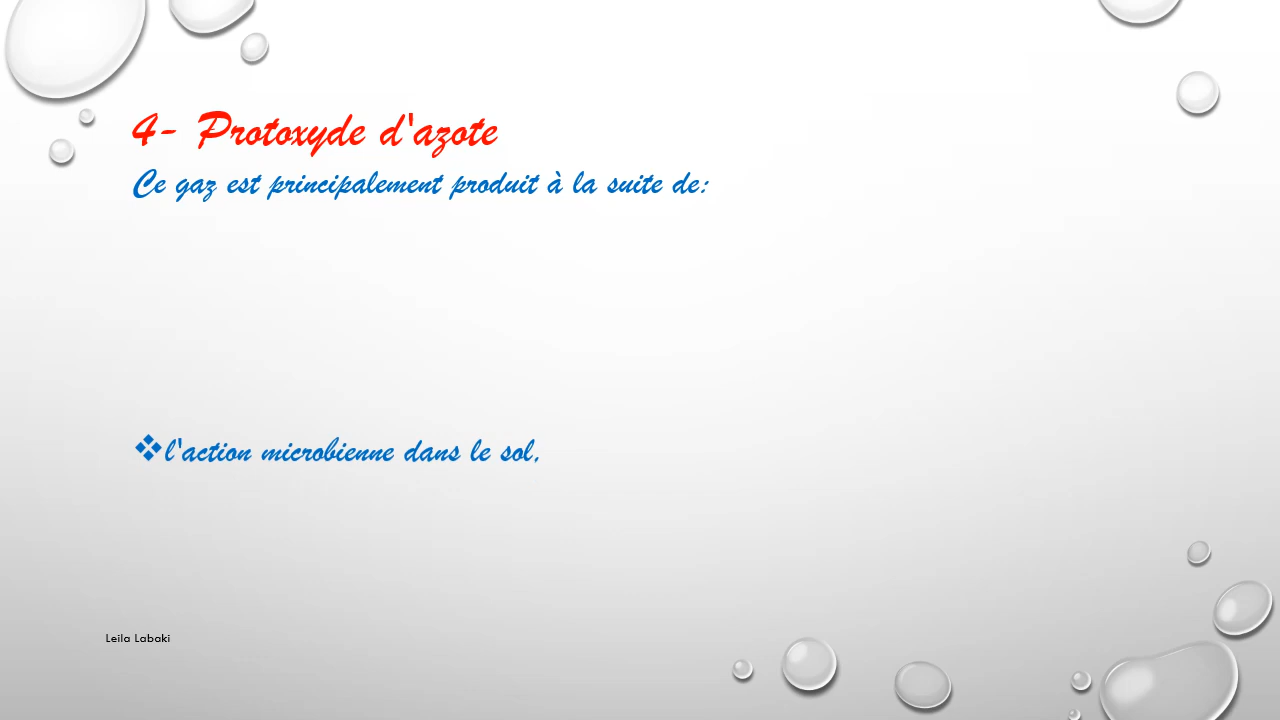 4- Protoxyde d'azote
Ce gaz est principalement produit à la suite de:
❖l'action microbienne dans le sol,
Leila Labaki